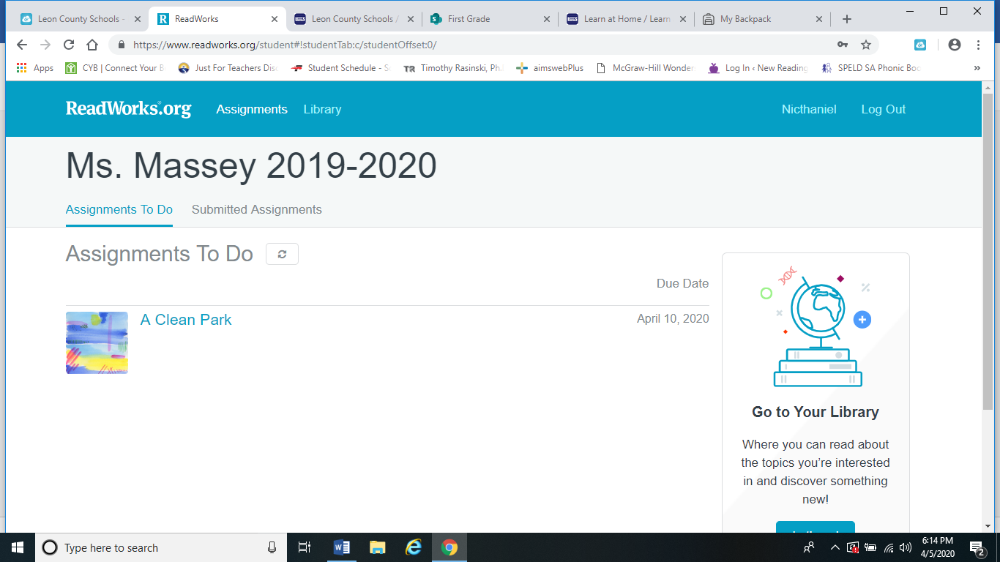 Leon County Schools -
ReadWorks
Leon County Schools /
First Grade
Learn at Home / Learn
My Backpack
https://www.readworks.org/student#!studentTab:c/studentOffset:0/
Apps
CYB | Connect Your B
Just For Teachers Disc
Student Schedule - S
TR Timothy Rasinski, Ph.
aimswebPlus
McGraw-Hill Wonder
Log In ‹ New Reading
SPELD SA Phonic Boo
»
ReadWorks.org
Assignments
Library
Nicthaniel
Log Out
Ms. Massey 2019-2020
Assignments To Do
Submitted Assignments
Assignments To Do
Due Date
A Clean Park
April 10, 2020
Go to Your Library
Where you can read about
the topics you're interested
in and discover something
new!
Type here to search
6:14 PM
4/5/2020
2